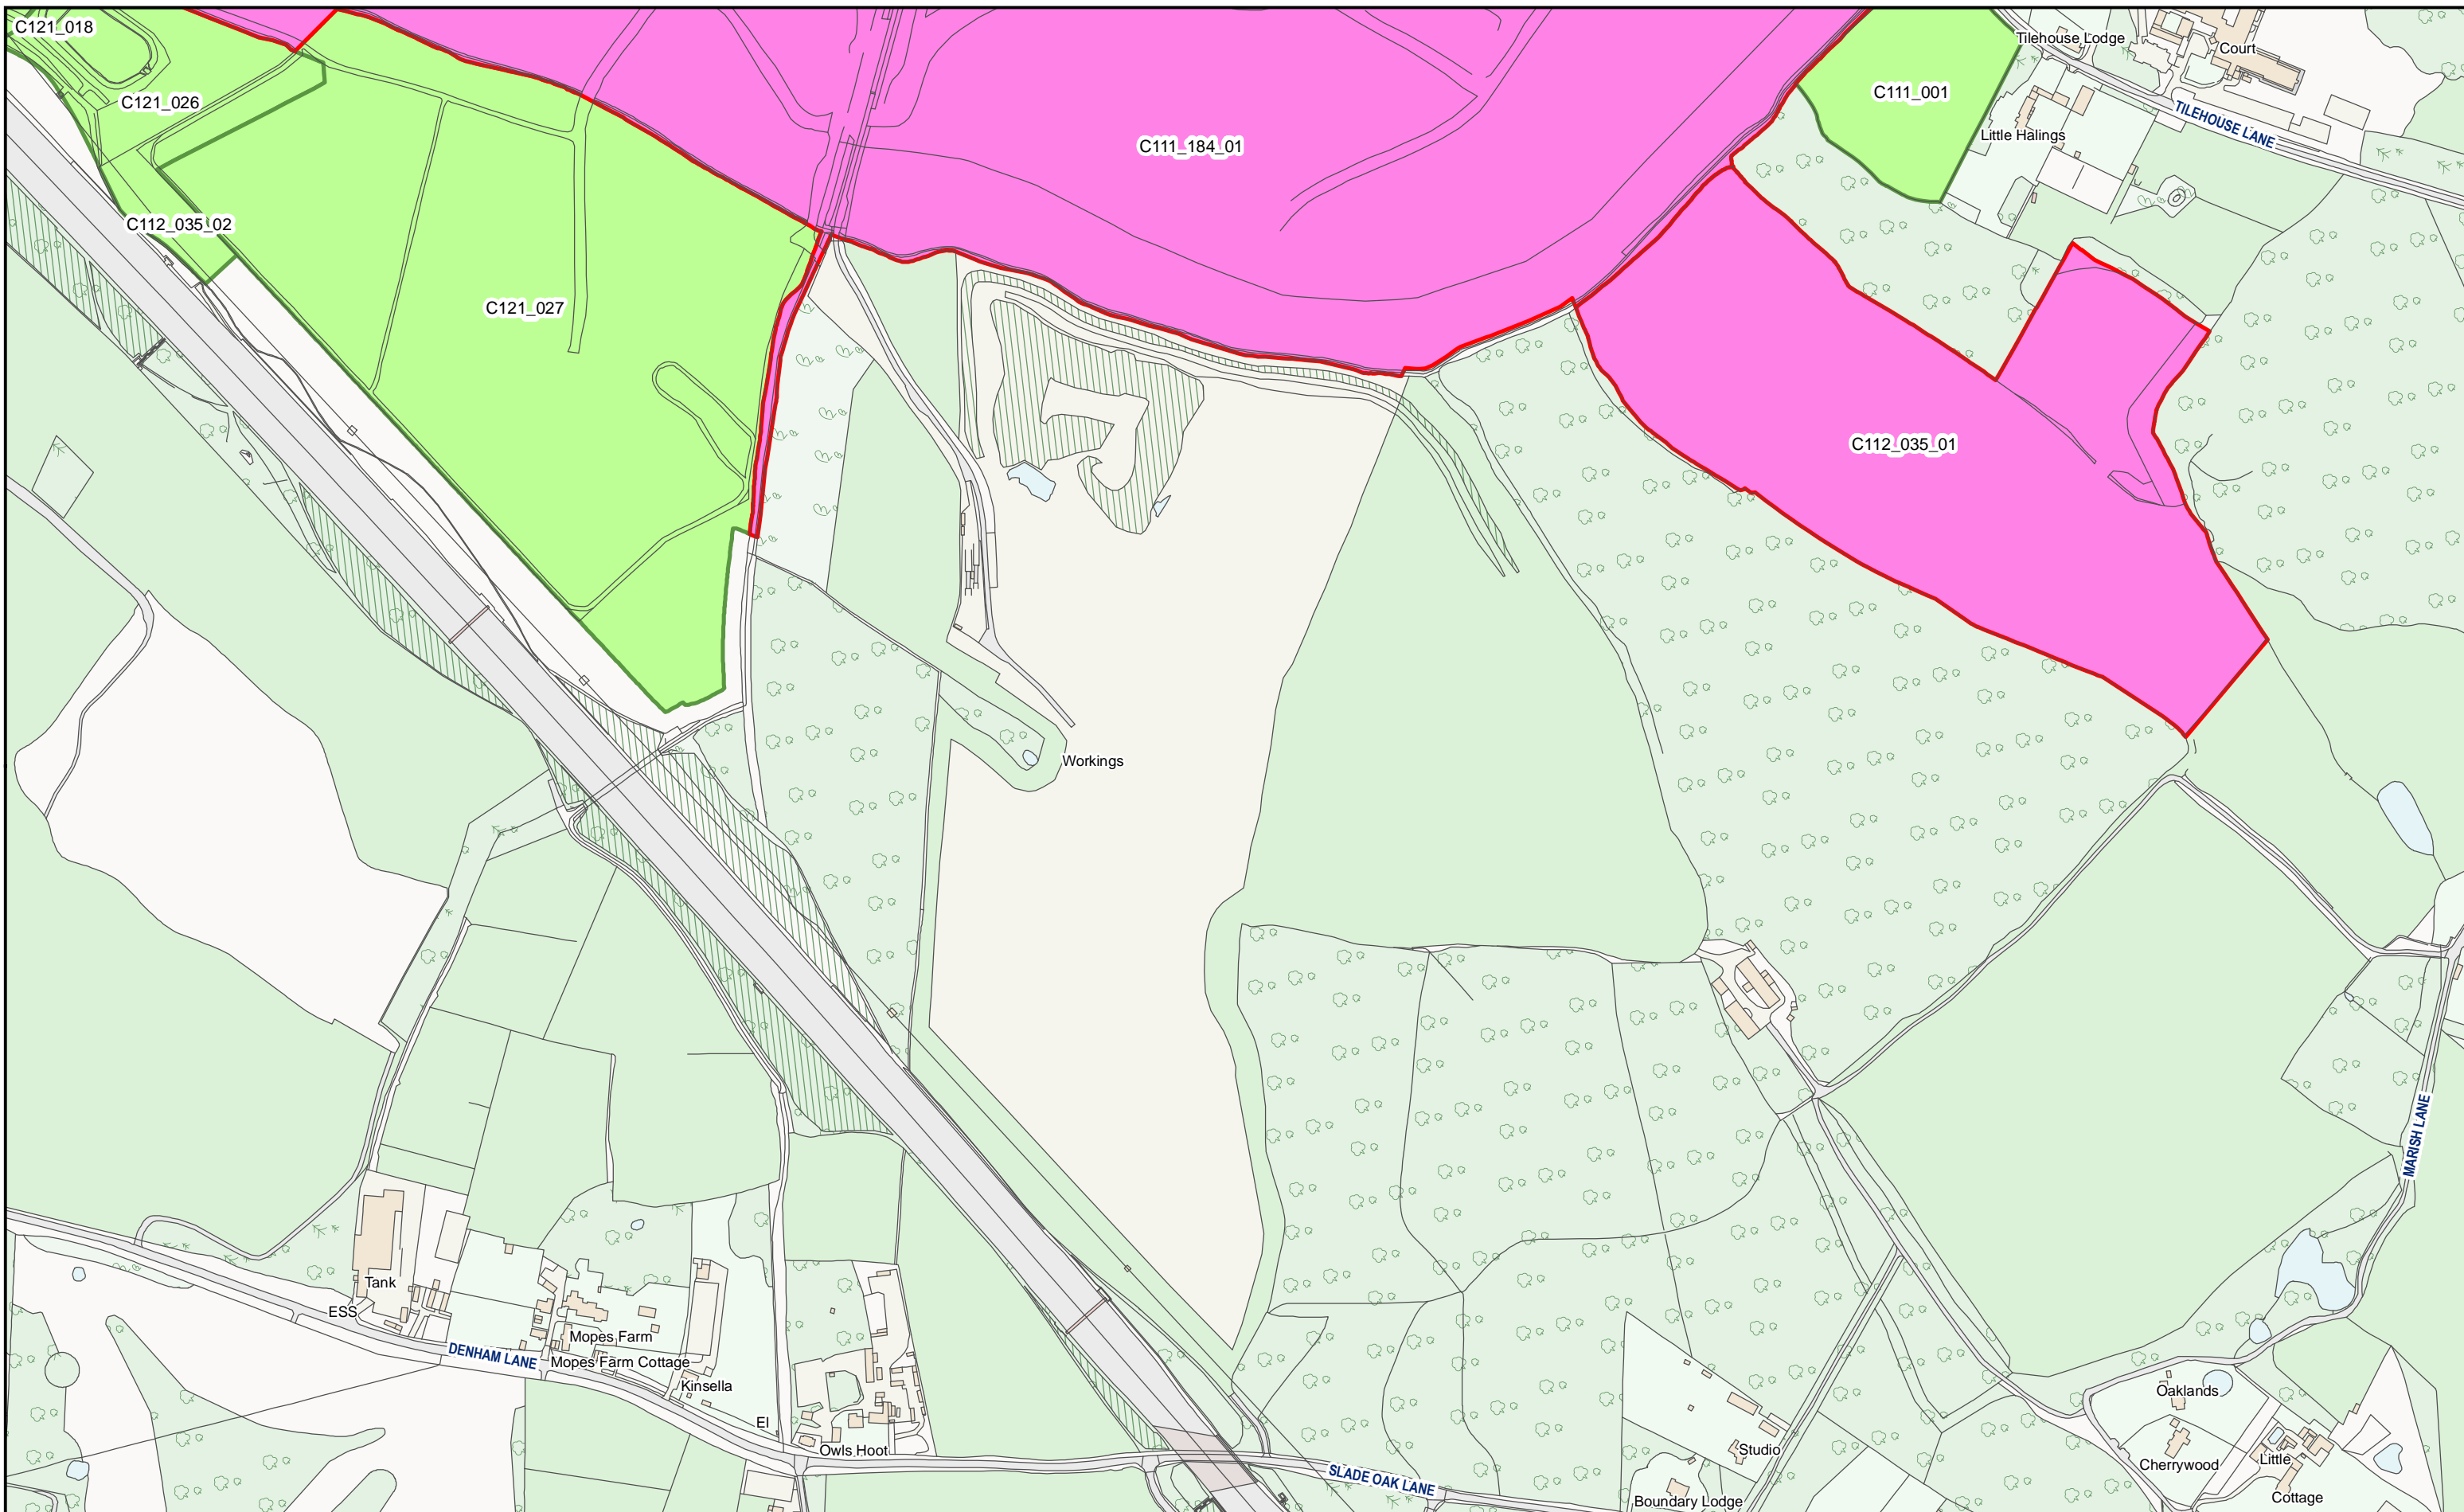 C121_018
Tilehouse Lodge
Court
C121_026
C111_001
TILEHOUSE LANE
Little Halings
C111_184_01
C112_035_02
C121_027
C112_035_01
Workings
MARISH LANE
Tank
ESS
Mopes Farm
DENHAM LANE
Mopes Farm Cottage
Kinsella
El
Owls Hoot
Oaklands
Studio
Cherrywood
Little
Cottage
SLADE OAK LANE
Boundary Lodge